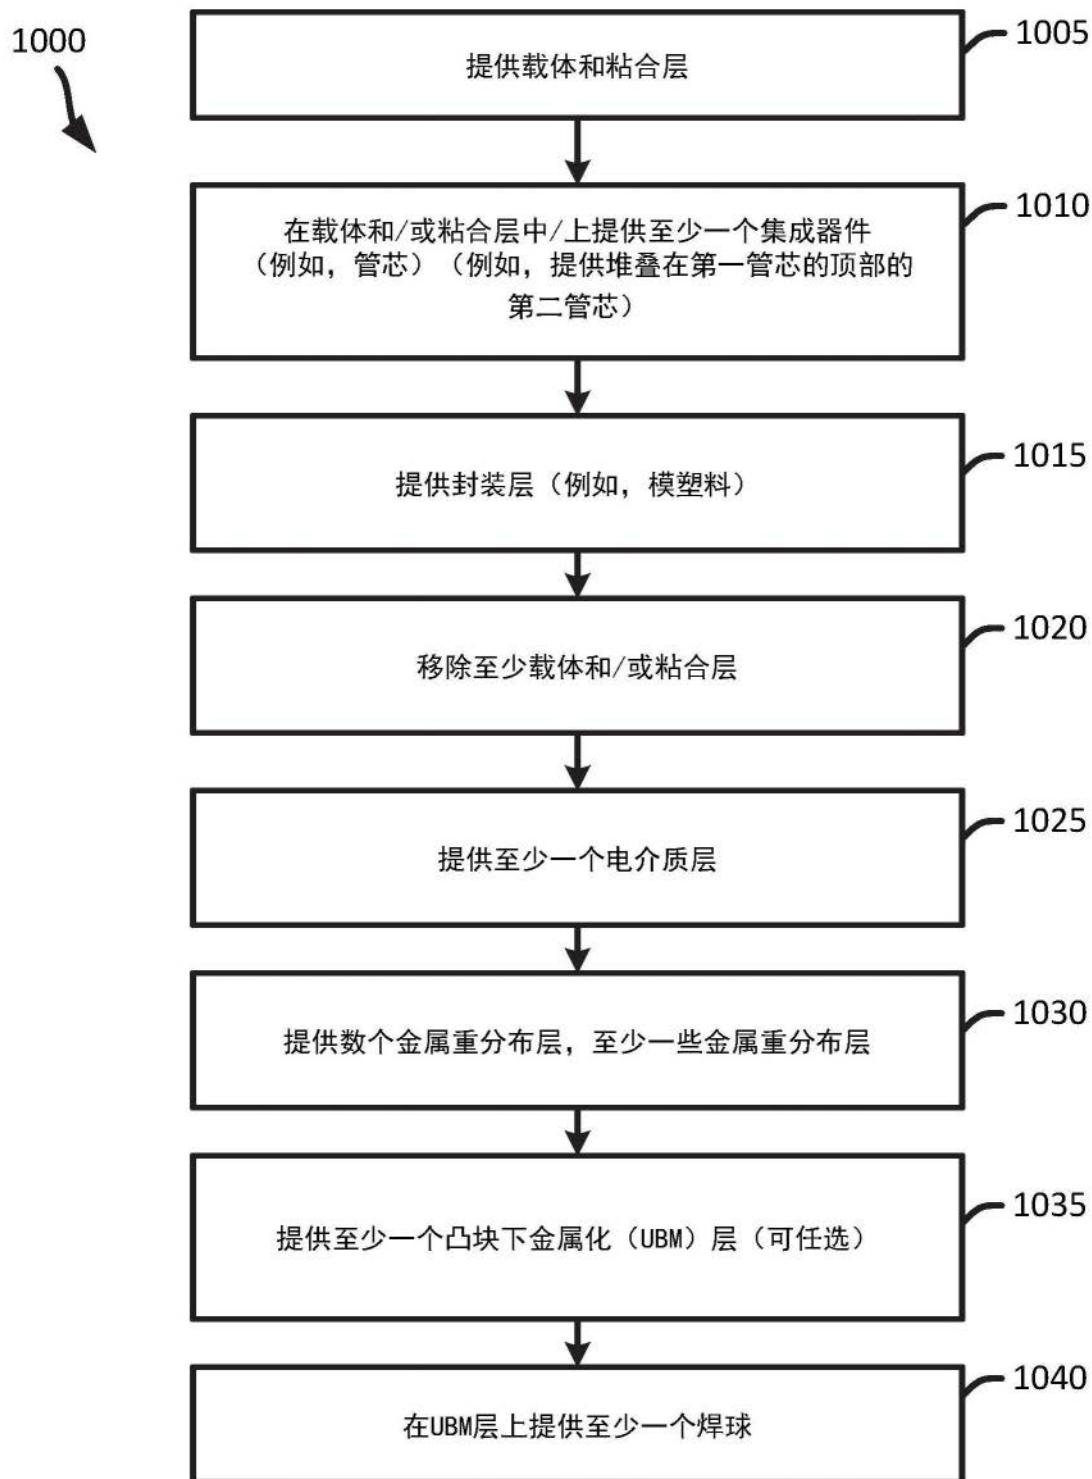 1000
1005
提供载体和粘合层
1010
在载体和/或粘合层中/上提供至少一个集成器件
（例如，管芯）（例如，提供堆叠在第一管芯的顶部的
第二管芯）
1015
提供封装层（例如，模塑料）
1020
移除至少载体和/或粘合层
1025
提供至少一个电介质层
1030
提供数个金属重分布层，至少一些金属重分布层
1035
提供至少一个凸块下金属化（UBM）层（可任选）
1040
在UBM层上提供至少一个焊球